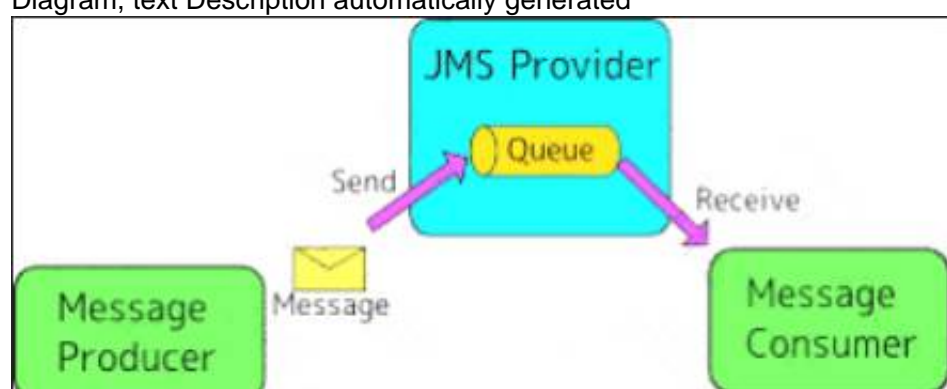 Diagram, text Description automatically generated
JMS Provider
Queue
Send
Receive
Message
Message
Producer
Message
Consumer